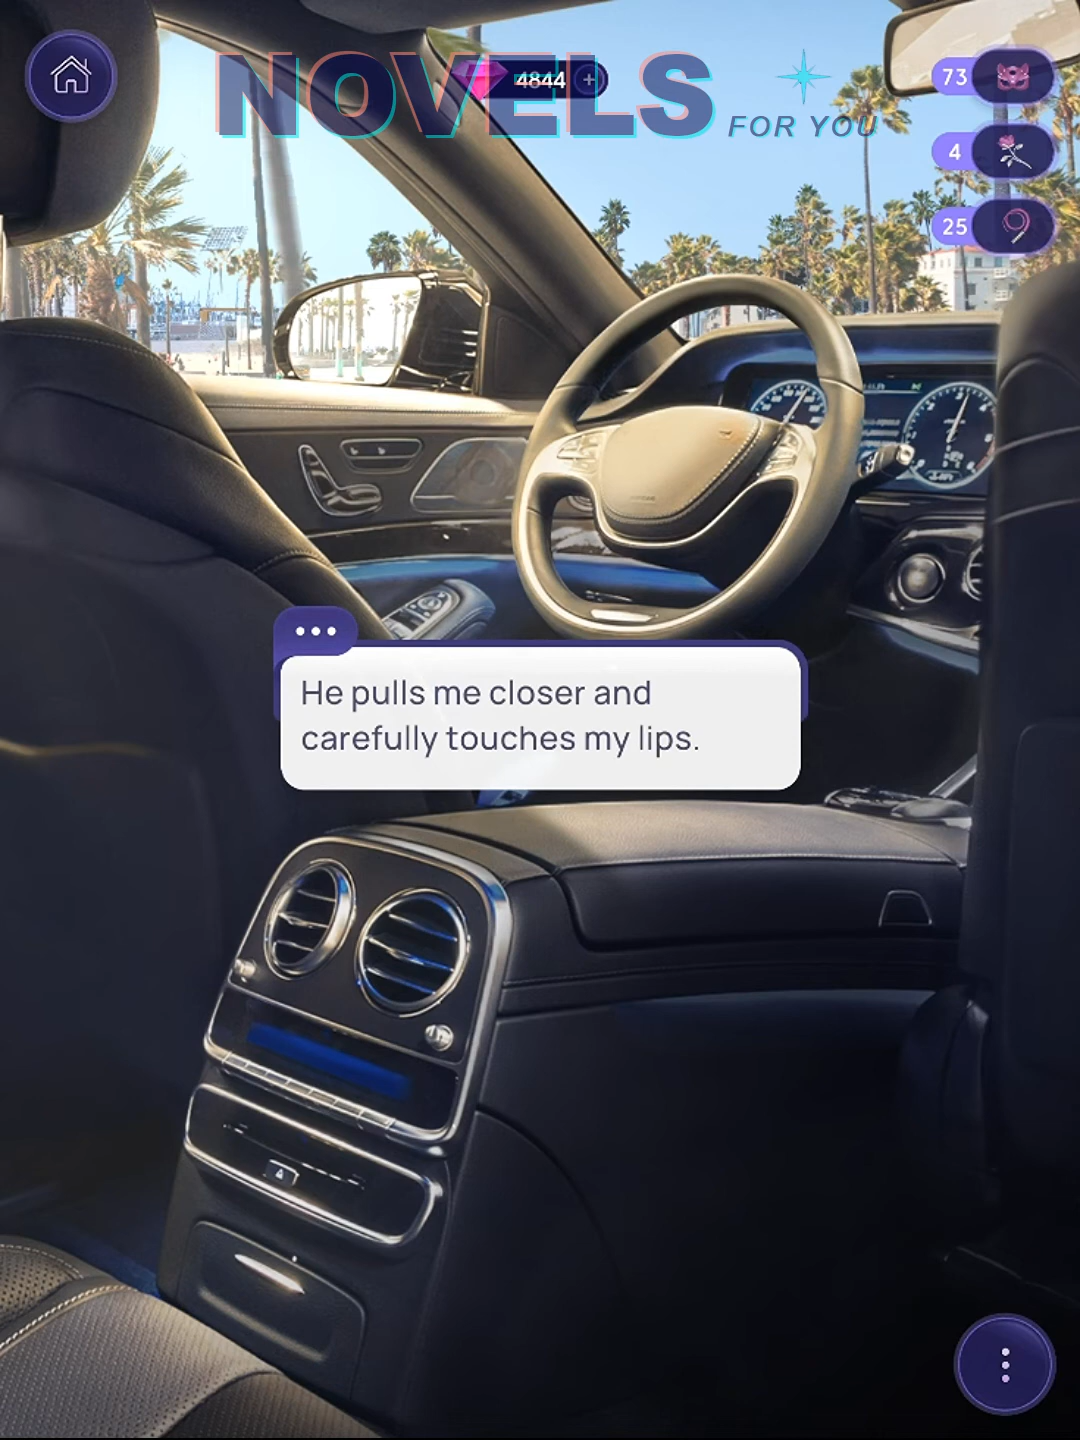 NOVELS
FOR YOU
4844 +
73
4
25
He pulls me closer and
carefully touches my lips.